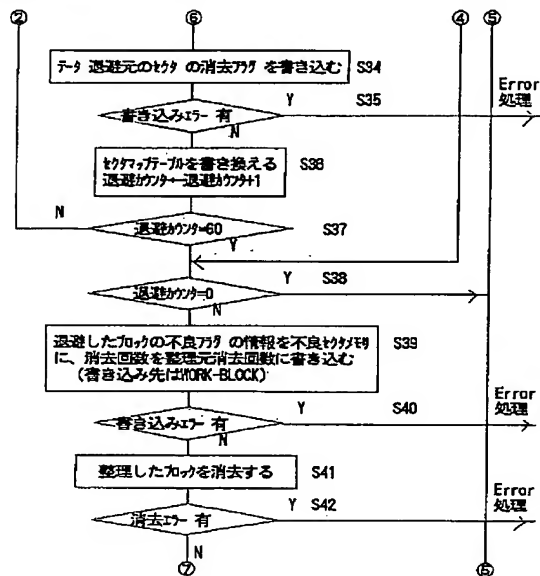 ② ⑥ ④ ⑤
データ 退避元のセクタ の消去フラグ を書き込む S34
Y S35 Error
処理
書き込みエラー 有
N
セクタマップテーブルを書き換える S36
退避カウンター←退避カウンター+1
N
退避カウンター=60 S37
Y
Y S38
退避カウンター=0
N
退避したブロックの不良フラグ の情報を不良セクタメモリ S39
に、消去回数を整理元消去回数に書き込む
(書き込み先はWORK-BLOCK)
Y S40 Error
処理
書き込みエラー 有
N
整理したブロックを消去する S41
Y S42 Error
処理
消去エラー 有
N
⑦ ⑥